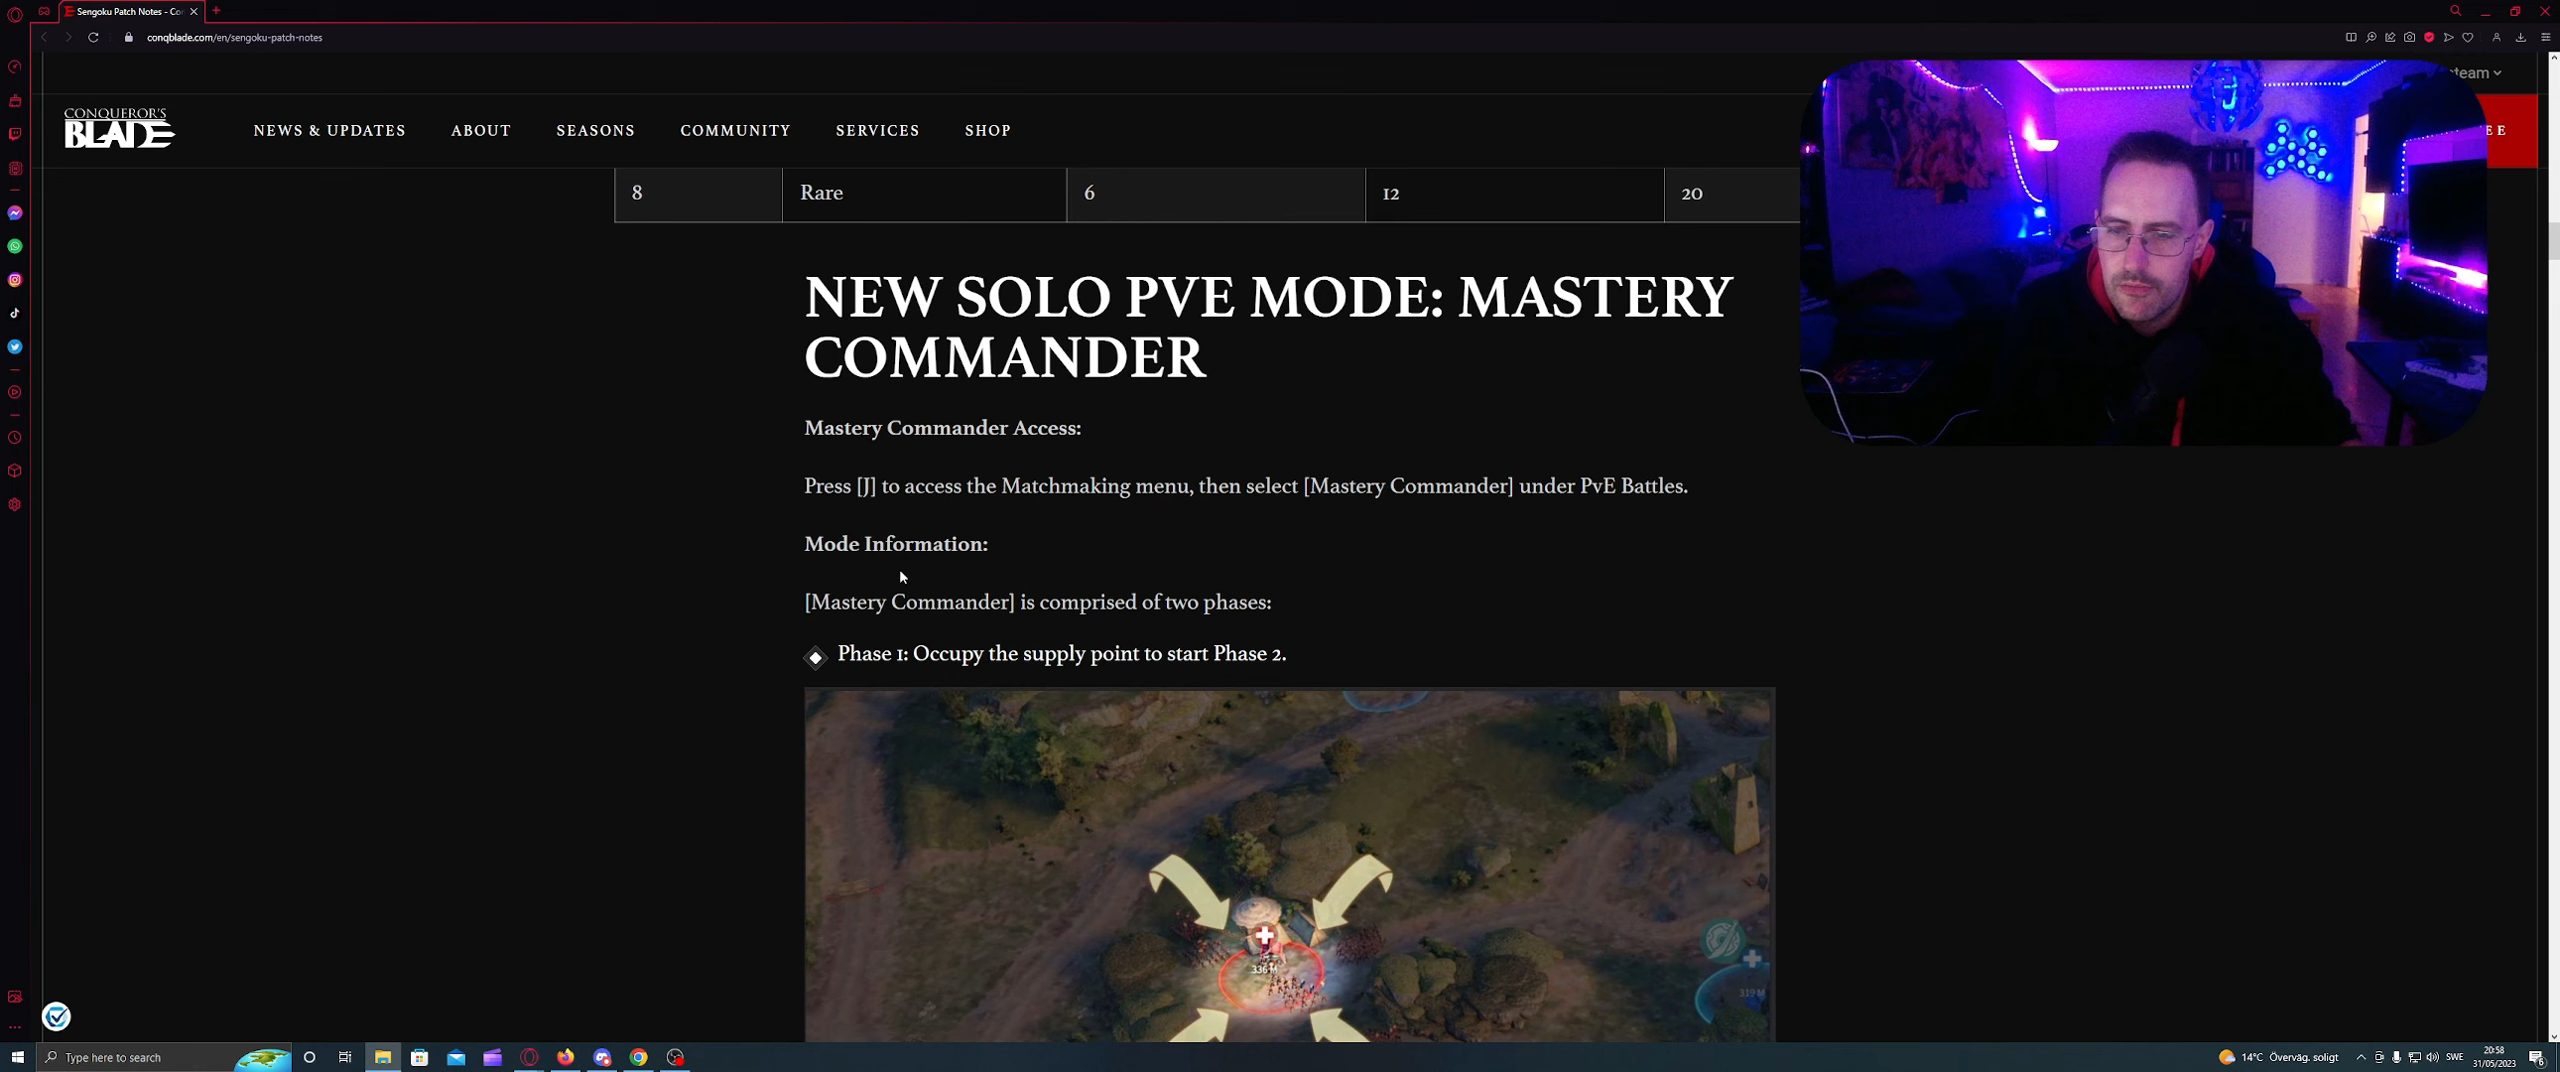 Sengoku Patch Notes - Co
conqblade.com/en/sengoku-patch-notes
CONQUEROR'S
BLADE
NEWS & UPDATES
ABOUT
SEASONS
COMMUNITY
SERVICES
SHOP
8
Rare
6
12
20
NEW SOLO PVE MODE: MASTERY
COMMANDER
Mastery Commander Access:
Press [J] to access the Matchmaking menu, then select [Mastery Commander] under PvE Battles.
Mode Information:
[Mastery Commander] is comprised of two phases:
Phase 1: Occupy the supply point to start Phase 2.
336 M
319 M
Type here to search
14°C Överväg. soligt
SWE
20:58
31/05/2023
6